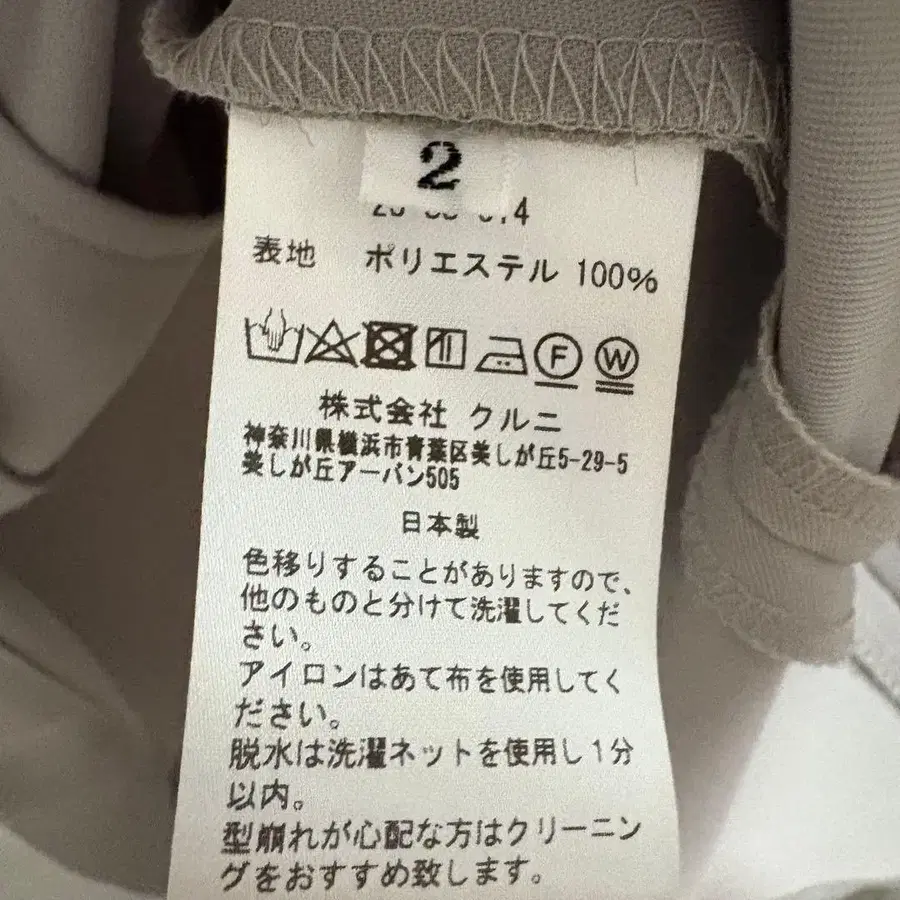 2
表地 ポリエステル 100%
F W
株式会社 クルニ
神奈川県横浜市青葉区美しが丘5-29-5
美しが丘アーバン505
日本製
色移りすることがありますので、
他のものと分けて洗濯してくだ
さい。
アイロンはあて布を使用してく
ださい。
脱水は洗濯ネットを使用し1分
以内。
型崩れが心配な方はクリーニン
グをおすすめ致します。